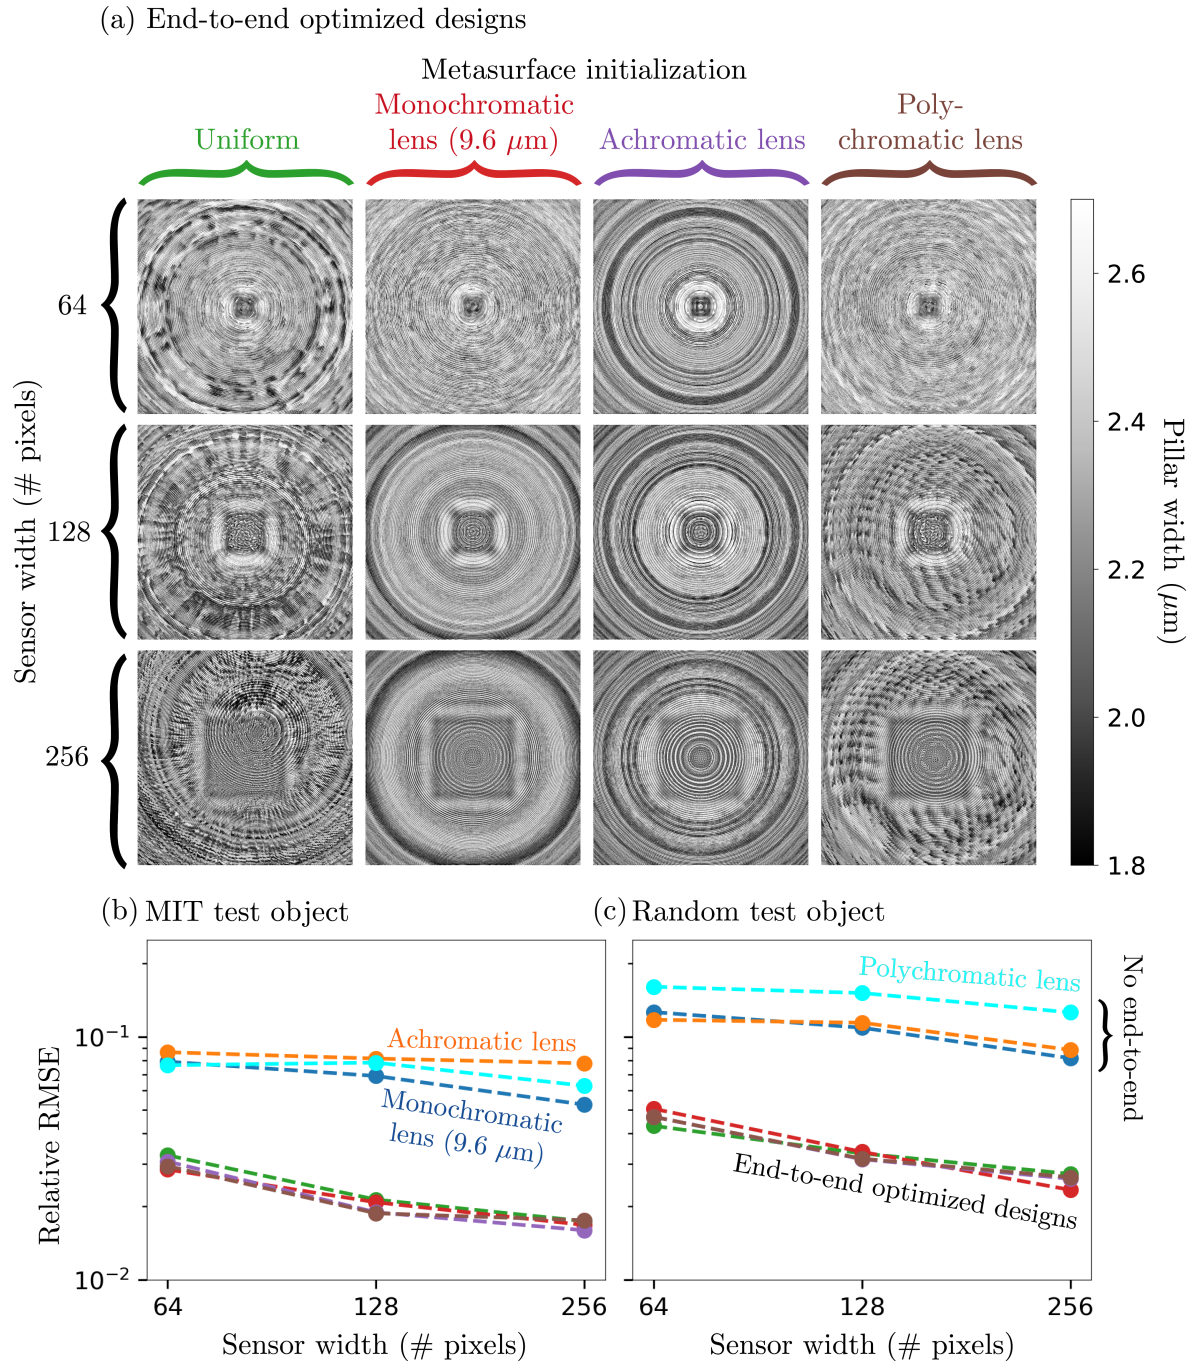 (a) End-to-end optimized designs
Metasurface initialization
Uniform
Monochromatic
lens (9.6 μm)
Achromatic lens
Poly-
chromatic lens
Sensor width (# pixels)
64
128
256
2.6
2.4
2.2
2.0
1.8
Pillar width (μm)
(b) MIT test object
Relative RMSE
10⁻¹
10⁻²
Achromatic lens
Monochromatic
lens (9.6 μm)
64
128
256
Sensor width (# pixels)
(c) Random test object
Polychromatic lens
End-to-end optimized designs
No end-to-end
64
128
256
Sensor width (# pixels)